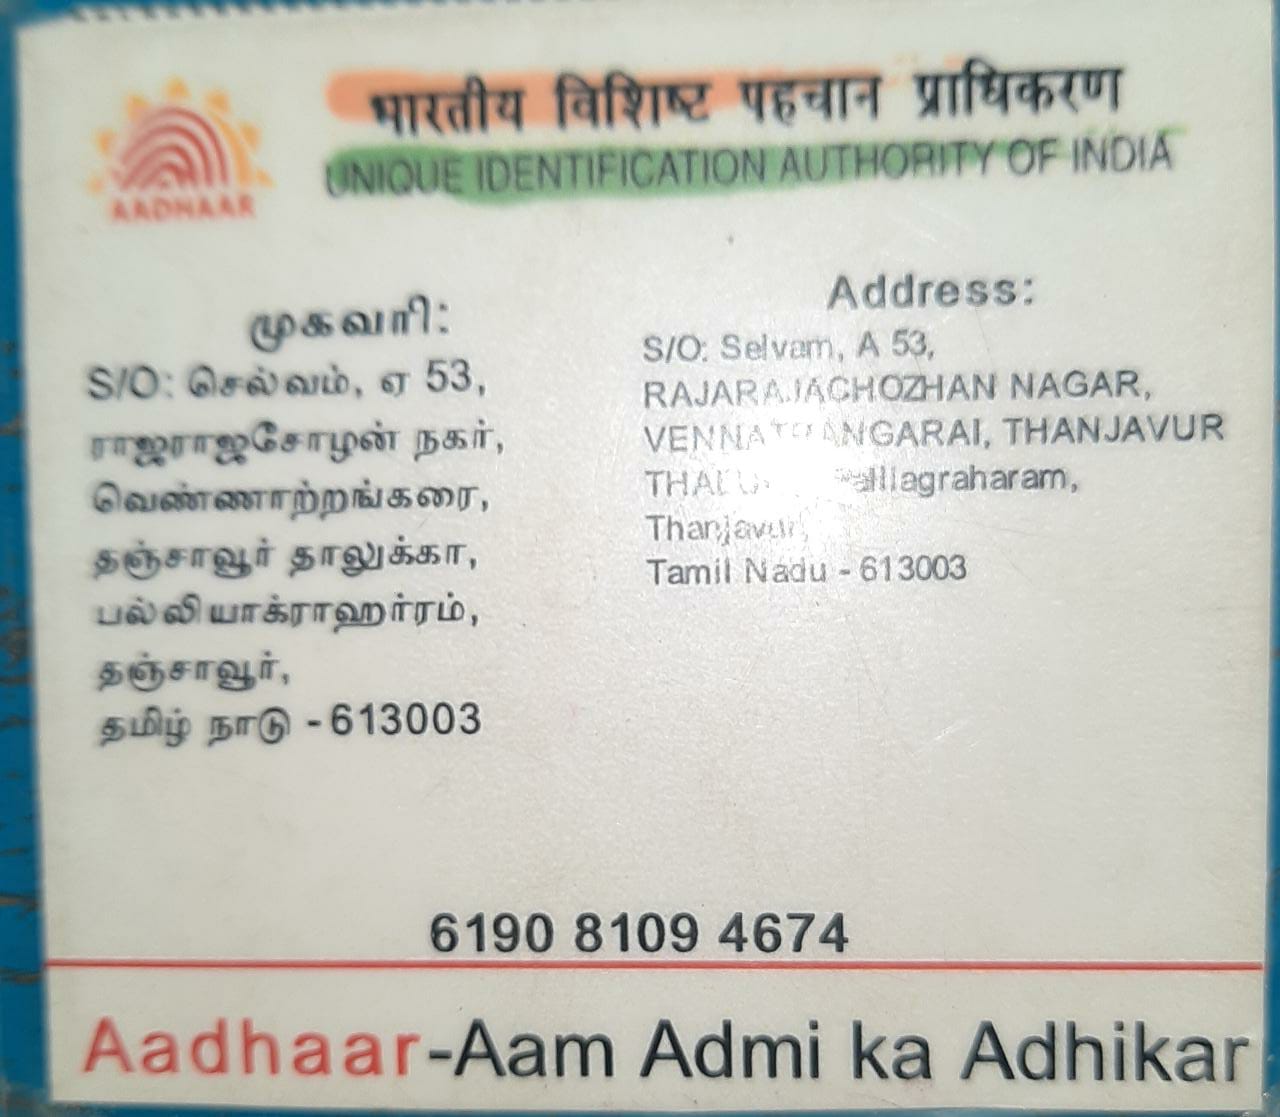 भारतीय विशिष्ट पहचान प्राधिकरण
UNIQUE IDENTIFICATION AUTHORITY OF INDIA
AADHAAR
முகவரி:
S/O: செல்வம், ஏ 53,
ராஜராஜசோழன் நகர்,
வெண்ணாற்றங்கரை,
தஞ்சாவூர் தாலுக்கா,
பல்லியாக்ராஹர்ரம்,
தஞ்சாவூர்,
தமிழ் நாடு - 613003
Address:
S/O: Selvam, A 53,
RAJARAJACHOZHAN NAGAR,
THANJAVUR
Thanjavur,
Tamil Nadu - 613003
6190 8109 4674
Aadhaar-Aam Admi ka Adhikar